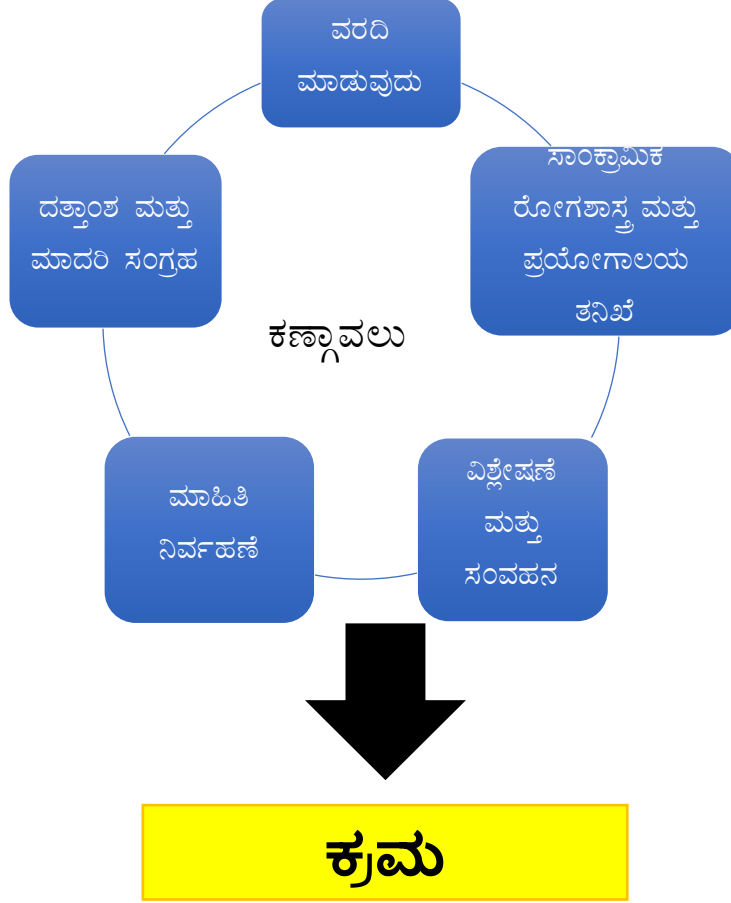 ವರದಿ
ಮಾಡುವುದು
ಸಾಂಕ್ರಾಮಿಕ
ರೋಗಶಾಸ್ತ್ರ ಮತ್ತು
ಪ್ರಯೋಗಾಲಯ
ತನಿಖೆ
ದತ್ತಾಂಶ ಮತ್ತು
ಮಾದರಿ ಸಂಗ್ರಹ
ಕಣ್ಗಾವಲು
ವಿಶ್ಲೇಷಣೆ
ಮತ್ತು
ಸಂವಹನ
ಮಾಹಿತಿ
ನಿರ್ವಹಣೆ
ಕ್ರಮ